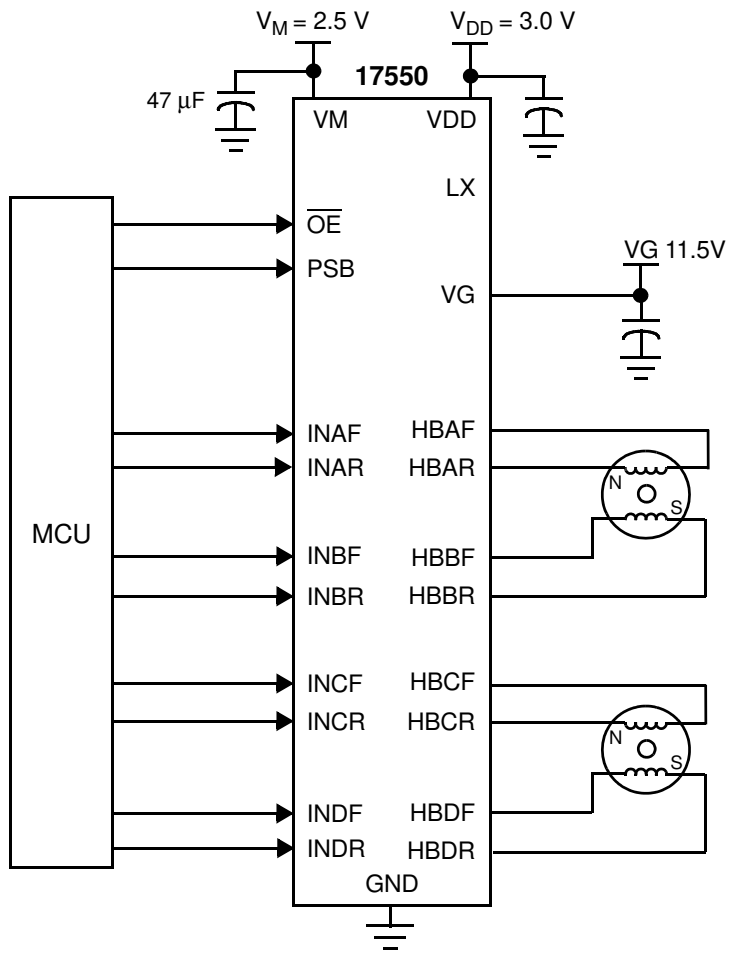 V_M = 2.5 V
V_DD = 3.0 V
17550
47 μF
VM
VDD
LX
O̅E̅
PSB
VG 11.5V
VG
INAF
HBAF
INAR
HBAR
N
S
MCU
INBF
HBBF
INBR
HBBR
INCF
HBCF
INCR
HBCR
N
S
INDF
HBDF
INDR
HBDR
GND